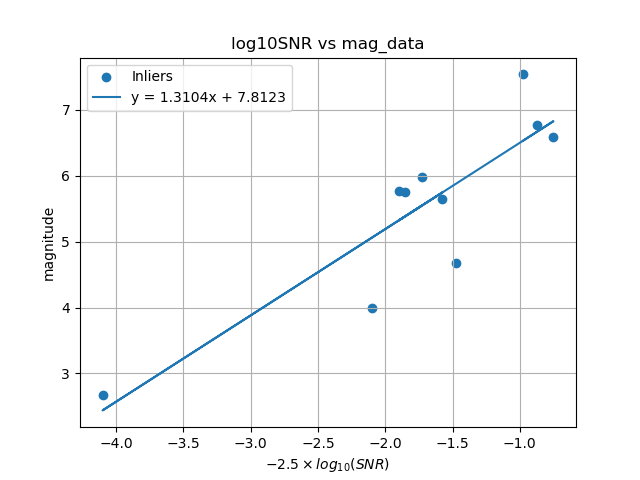 log10SNR vs mag_data
Inliers
y = 1.3104x + 7.8123
magnitude
7
6
5
4
3
−4.0 −3.5 −3.0 −2.5 −2.0 −1.5 −1.0
−2.5 × log₁₀(SNR)